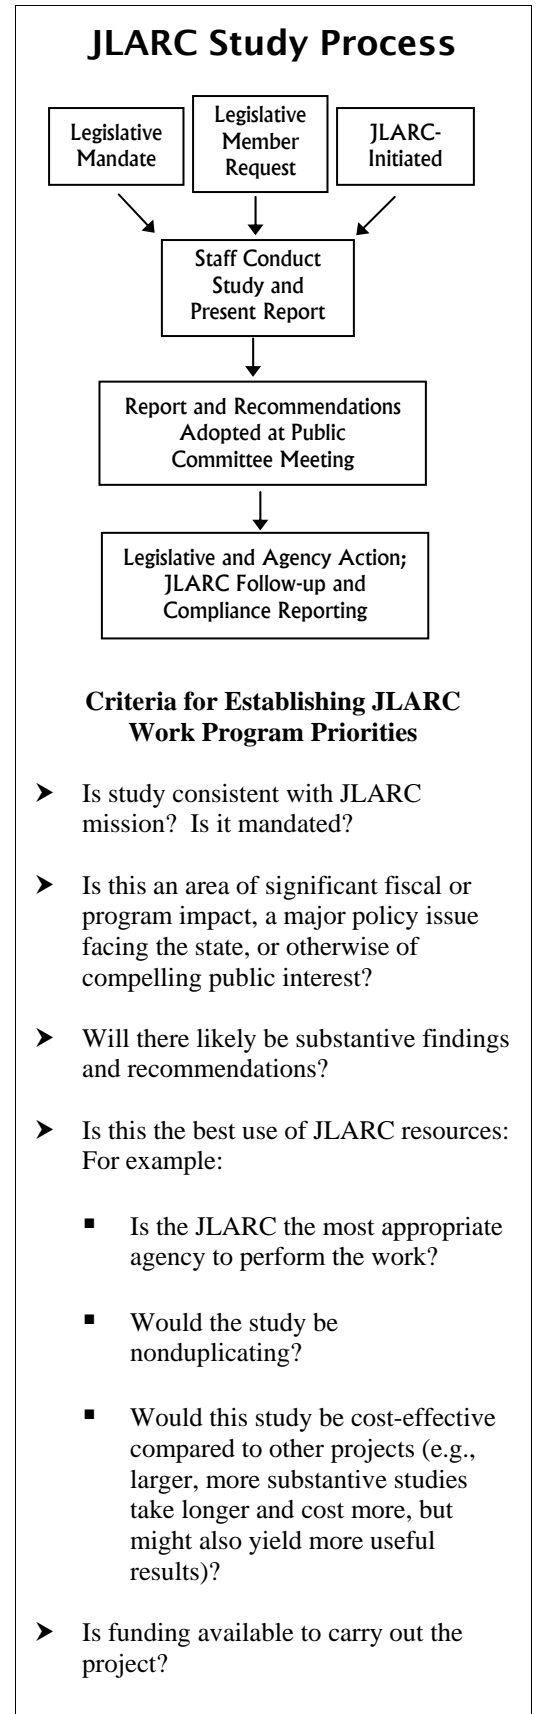 JLARC Study Process
Legislative
Mandate
Legislative
Member
Request
JLARC-
Initiated
Staff Conduct
Study and
Present Report
Report and Recommendations
Adopted at Public
Committee Meeting
Legislative and Agency Action;
JLARC Follow-up and
Compliance Reporting
Criteria for Establishing JLARC
Work Program Priorities
➤ Is study consistent with JLARC
mission?  Is it mandated?
➤ Is this an area of significant fiscal or
program impact, a major policy issue
facing the state, or otherwise of
compelling public interest?
➤ Will there likely be substantive findings
and recommendations?
➤ Is this the best use of JLARC resources:
For example:
▪ Is the JLARC the most appropriate
agency to perform the work?
▪ Would the study be
nonduplicating?
▪ Would this study be cost-effective
compared to other projects (e.g.,
larger, more substantive studies
take longer and cost more, but
might also yield more useful
results)?
➤ Is funding available to carry out the
project?